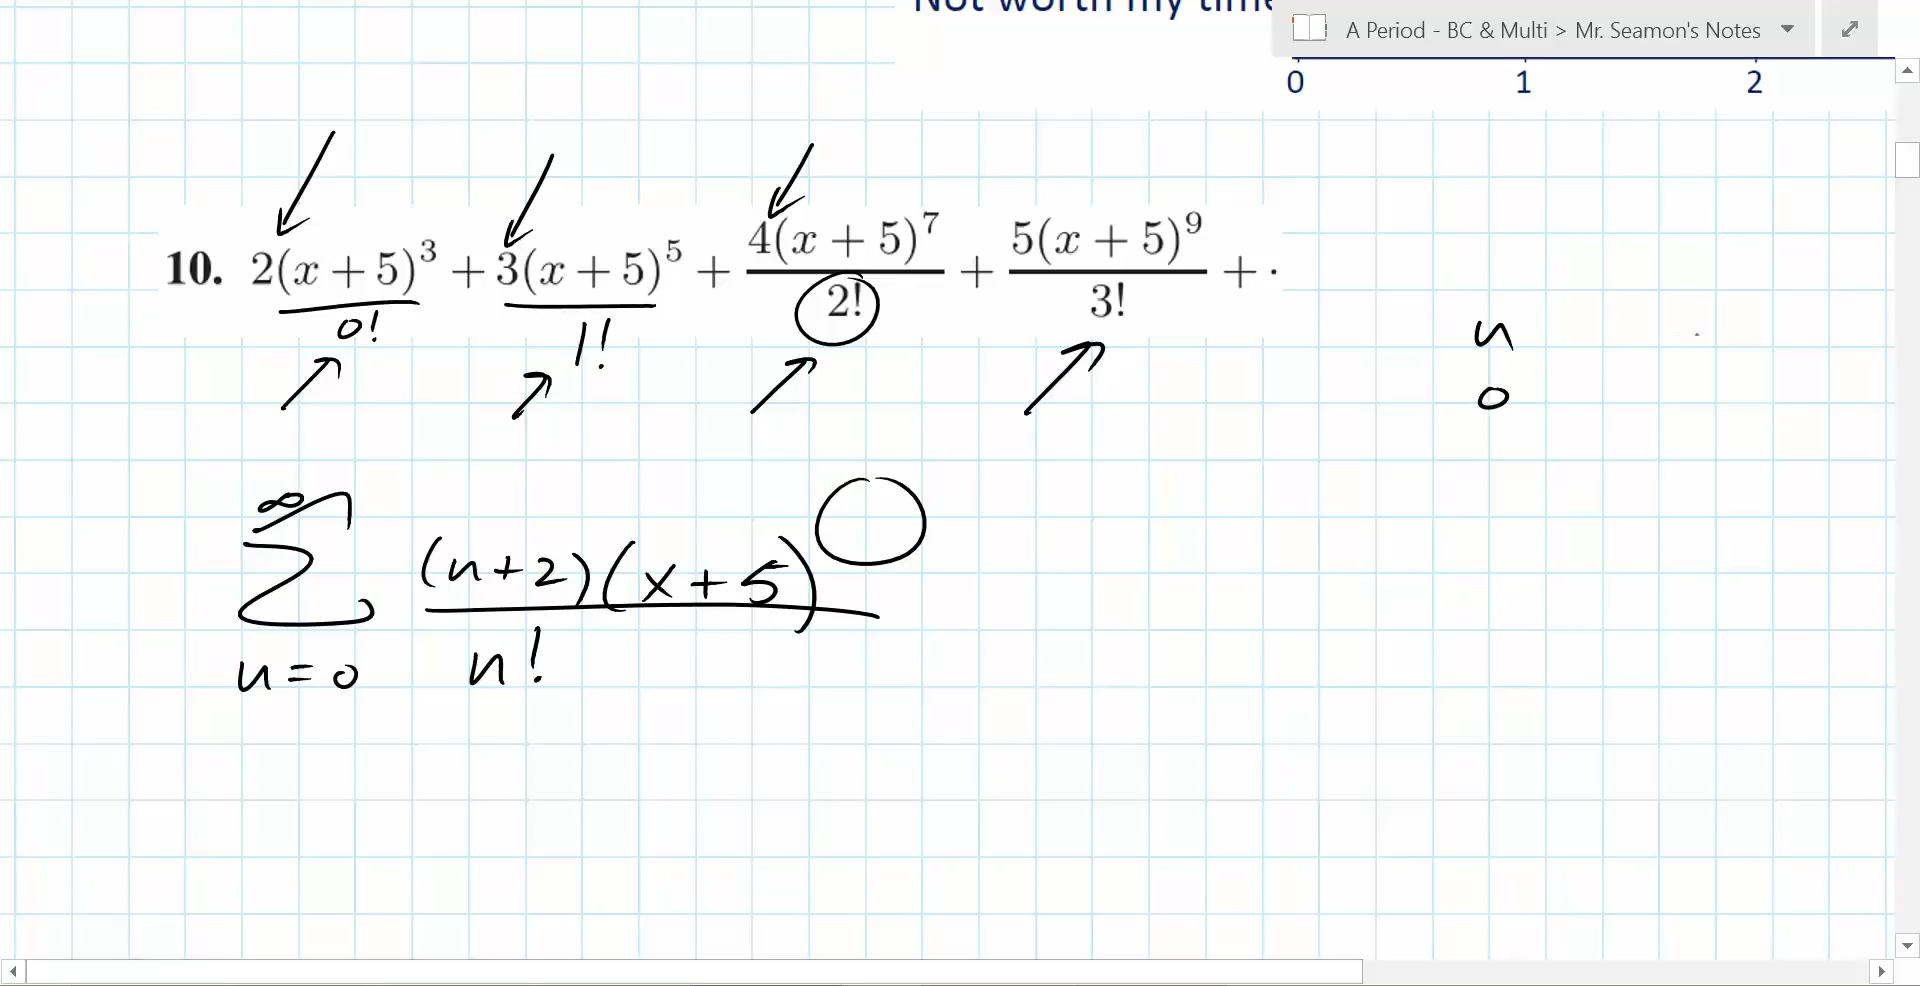 Not worth my time
A Period - BC & Multi > Mr. Seamon's Notes
0 1 2
10. 2(x + 5)^3 + 3(x + 5)^5 + 4(x + 5)^7 / 2! + 5(x + 5)^9 / 3! + ·
0! 1!
n
0
∞
∑ (n+2)(x+5)
n=0 n!